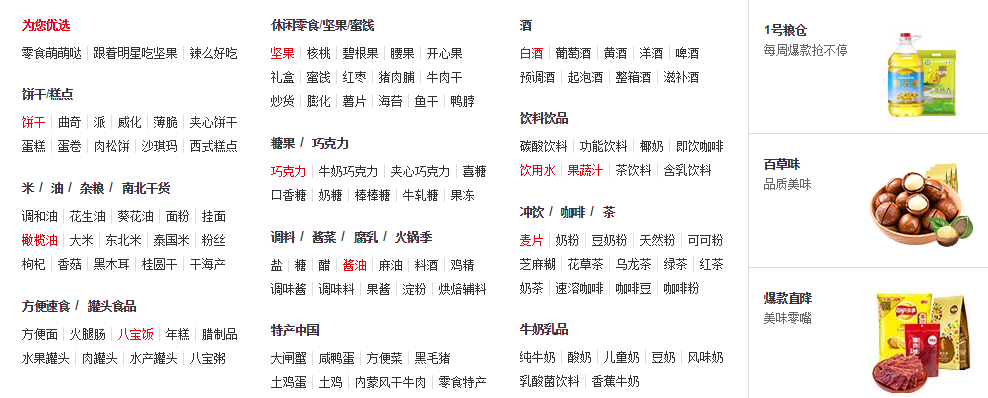 为您优选
零食萌萌哒 跟着明星吃坚果 辣么好吃
饼干/糕点
饼干 曲奇 派 威化 薄脆 夹心饼干
蛋糕 蛋卷 肉松饼 沙琪玛 西式糕点
米 / 油 / 杂粮 / 南北干货
调和油 花生油 葵花油 面粉 挂面
橄榄油 大米 东北米 泰国米 粉丝
枸杞 香菇 黑木耳 桂圆干 干海产
方便速食 / 罐头食品
方便面 火腿肠 八宝饭 年糕 腊制品
水果罐头 肉罐头 水产罐头 八宝粥
休闲零食/坚果/蜜饯
坚果 核桃 碧根果 腰果 开心果
礼盒 蜜饯 红枣 猪肉脯 牛肉干
炒货 膨化 薯片 海苔 鱼干 鸭脖
糖果 / 巧克力
巧克力 牛奶巧克力 夹心巧克力 喜糖
口香糖 奶糖 棒棒糖 牛轧糖 果冻
调料 / 酱菜 / 腐乳 / 火锅季
盐 糖 醋 酱油 麻油 料酒 鸡精
调味酱 调味料 果酱 淀粉 烘焙辅料
特产中国
大闸蟹 咸鸭蛋 方便菜 黑毛猪
土鸡蛋 土鸡 内蒙风干牛肉 零食特产
酒
白酒 葡萄酒 黄酒 洋酒 啤酒
预调酒 起泡酒 整箱酒 滋补酒
饮料饮品
碳酸饮料 功能饮料 椰奶 即饮咖啡
饮用水 果蔬汁 茶饮料 含乳饮料
冲饮 / 咖啡 / 茶
麦片 奶粉 豆奶粉 天然粉 可可粉
芝麻糊 花草茶 乌龙茶 绿茶 红茶
奶茶 速溶咖啡 咖啡豆 咖啡粉
牛奶乳品
纯牛奶 酸奶 儿童奶 豆奶 风味奶
乳酸菌饮料 香蕉牛奶
1号粮仓
每周爆款抢不停
百草味
品质美味
爆款直降
美味零嘴